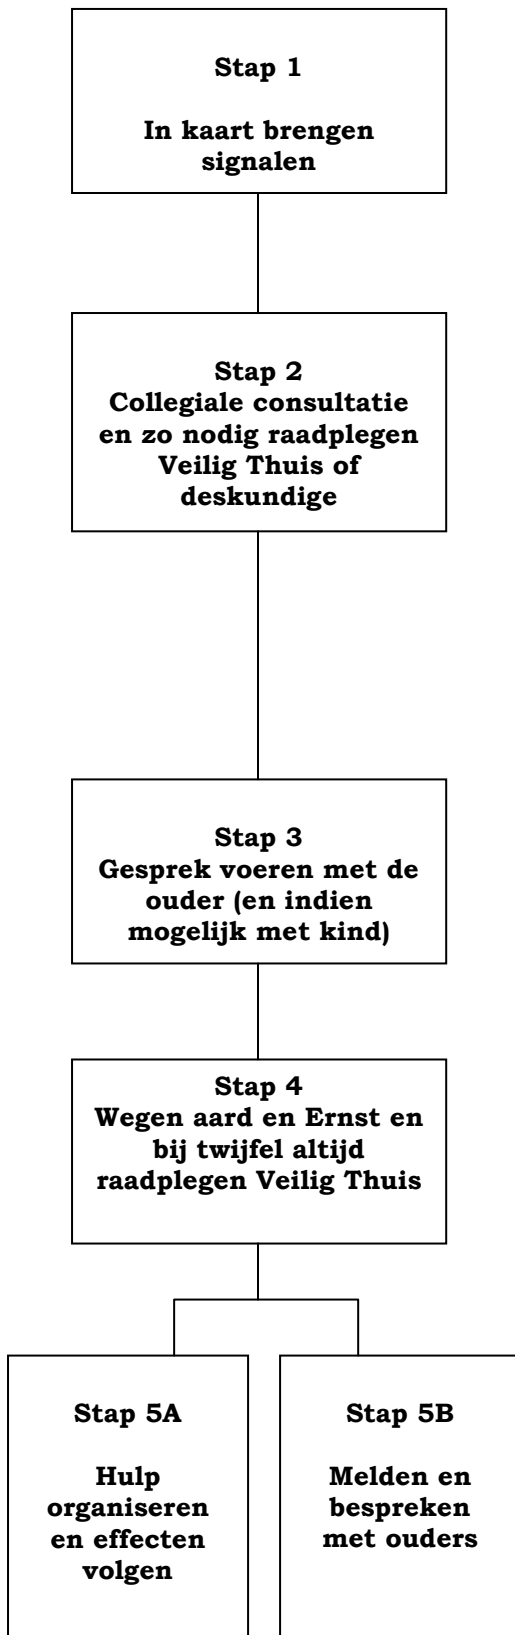 Stap 1
In kaart brengen
signalen
Stap 2
Collegiale consultatie
en zo nodig raadplegen
Veilig Thuis of
deskundige
Stap 3
Gesprek voeren met de
ouder (en indien
mogelijk met kind)
Stap 4
Wegen aard en Ernst en
bij twijfel altijd
raadplegen Veilig Thuis
Stap 5A
Hulp
organiseren
en effecten
volgen
Stap 5B
Melden en
bespreken
met ouders